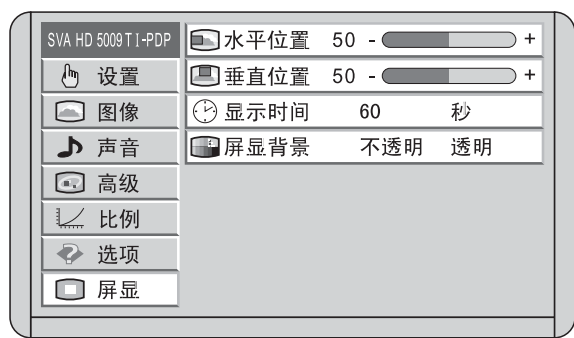 SVA HD 5009TI-PDP
设置
图像
声音
高级
比例
选项
屏显
水平位置 50 - +
垂直位置 50 - +
显示时间 60 秒
屏显背景 不透明 透明